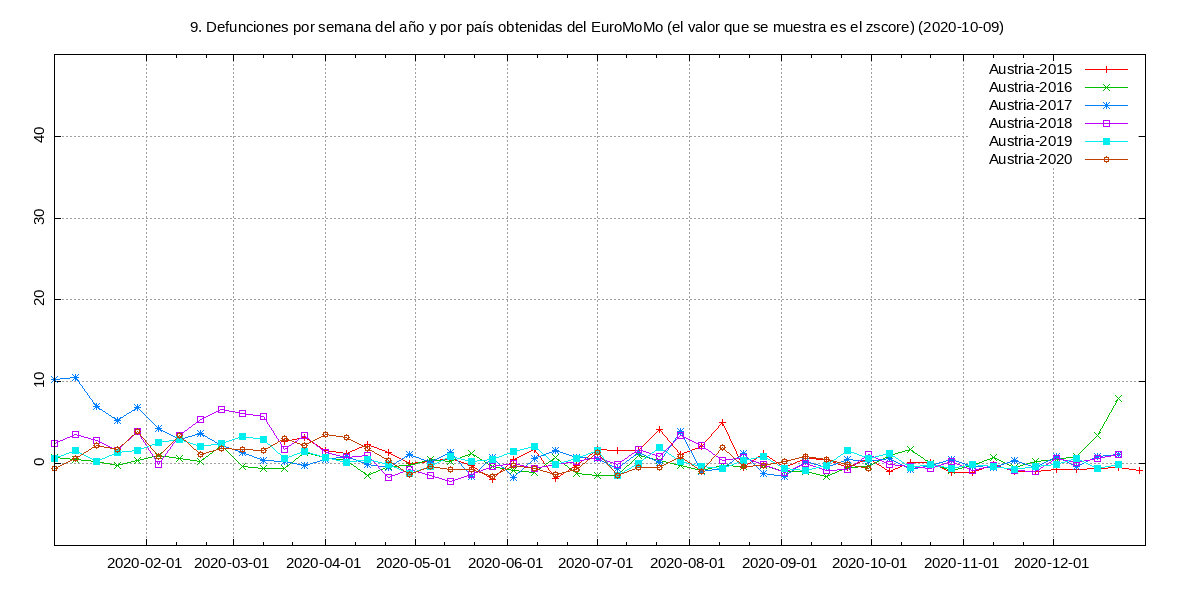 9. Defunciones por semana del año y por país obtenidas del EuroMoMo (el valor que se muestra es el zscore) (2020-10-09)
Austria-2015
Austria-2016
Austria-2017
Austria-2018
Austria-2019
Austria-2020
40
30
20
10
0
2020-02-01 2020-03-01 2020-04-01 2020-05-01 2020-06-01 2020-07-01 2020-08-01 2020-09-01 2020-10-01 2020-11-01 2020-12-01